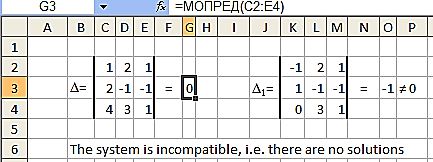 G3 fx =МОПРЕД(C2:E4)
A B C D E F G H I J K L M N O P
1
2 1 2 1 -1 2 1
3 Δ= 2 -1 -1 = 0 Δ1= 1 -1 -1 = -1 ≠ 0
4 4 3 1 0 3 1
5
6 The system is incompatible, i.e. there are no solutions